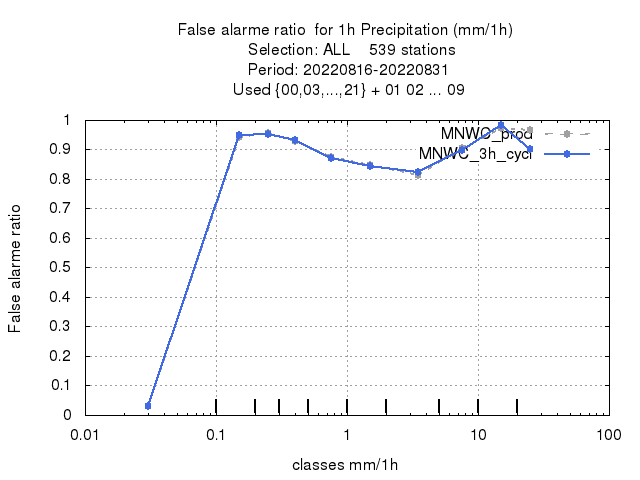 False alarme ratio  for 1h Precipitation (mm/1h)
Selection: ALL    539 stations
Period: 20220816-20220831
Used {00,03,...,21} + 01 02 ... 09
1
MNWC_prod
0.9
MNWC_3h_cycl
0.8
0.7
0.6
0.5
0.4
0.3
0.2
0.1
0
False alarme ratio
0.01 0.1 1 10 100
classes mm/1h